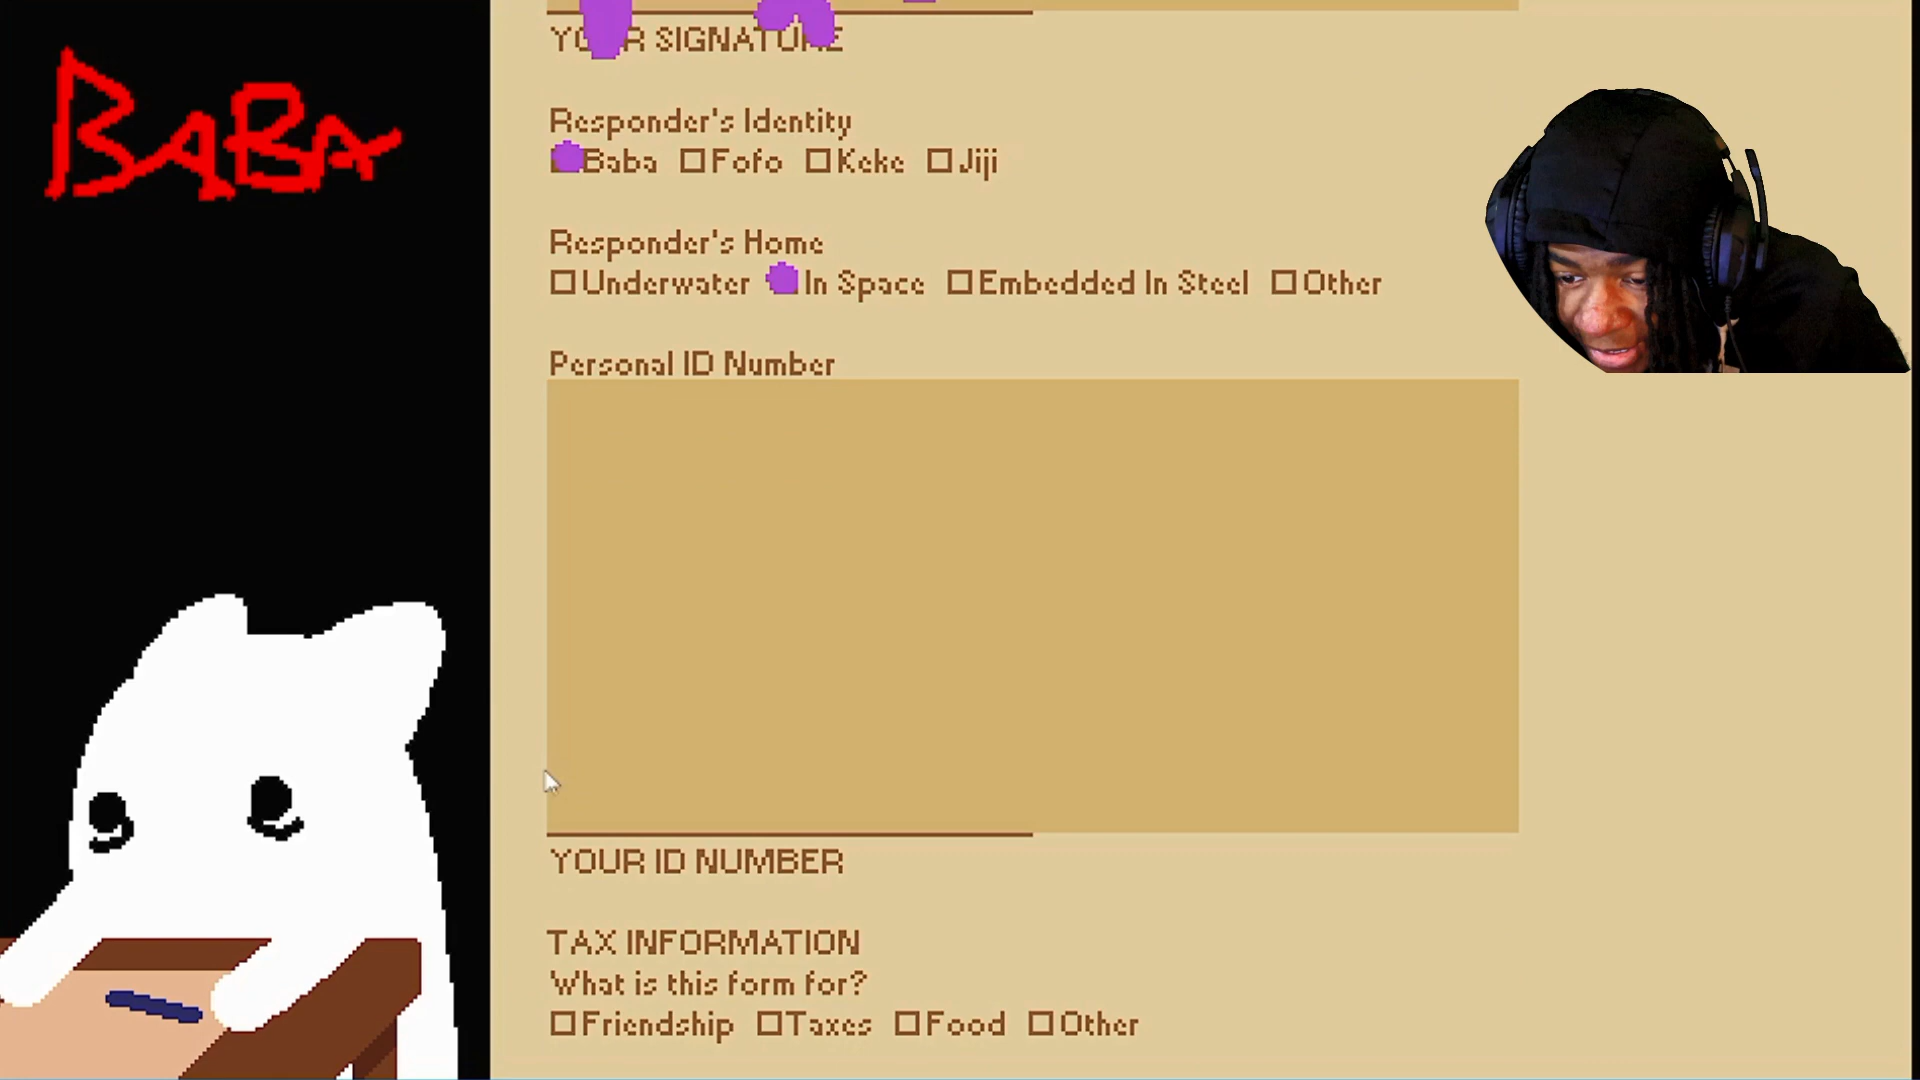 BABA
YOUR SIGNATURE
Responder's Identity
Baba Fofo Keke Jiji
Responder's Home
Underwater In Space Embedded In Steel Other
Personal ID Number
YOUR ID NUMBER
TAX INFORMATION
What is this form for?
Friendship Taxes Food Other